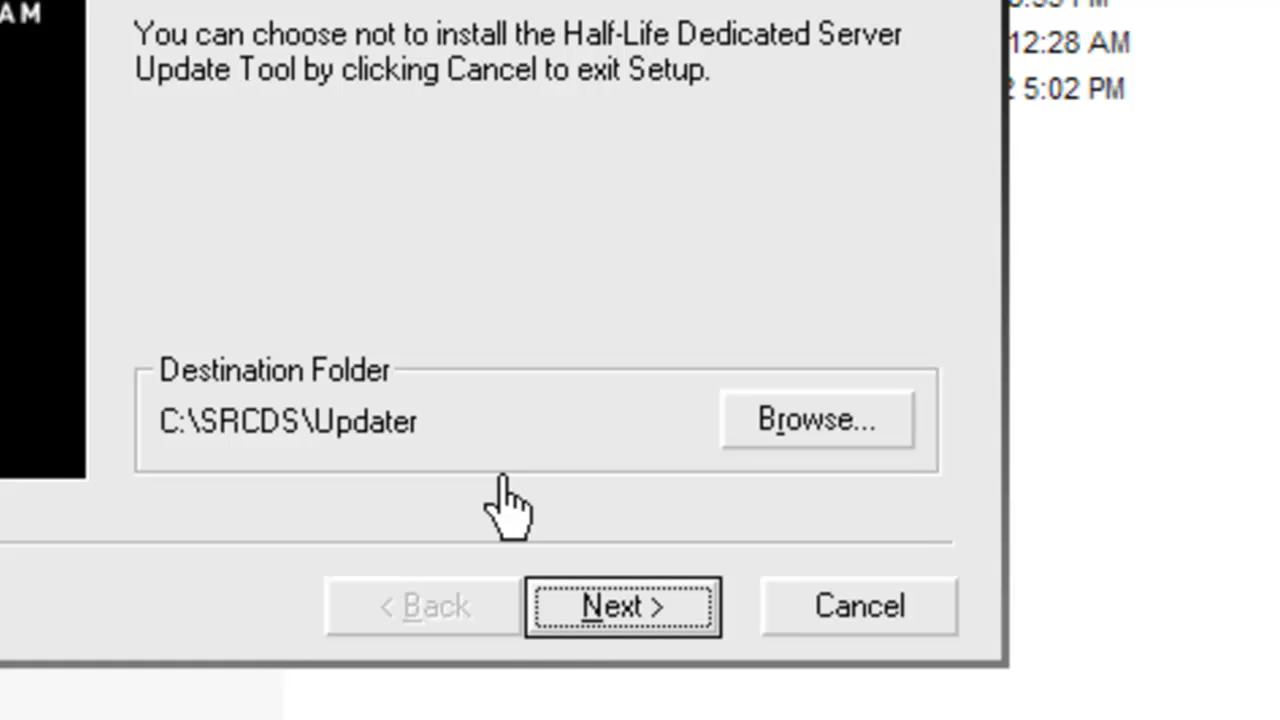 AM
You can choose not to install the Half-Life Dedicated Server
Update Tool by clicking Cancel to exit Setup.
12:28 AM
5:02 PM
Destination Folder
C:\SRCDS\Updater
Browse...
< Back
Next >
Cancel